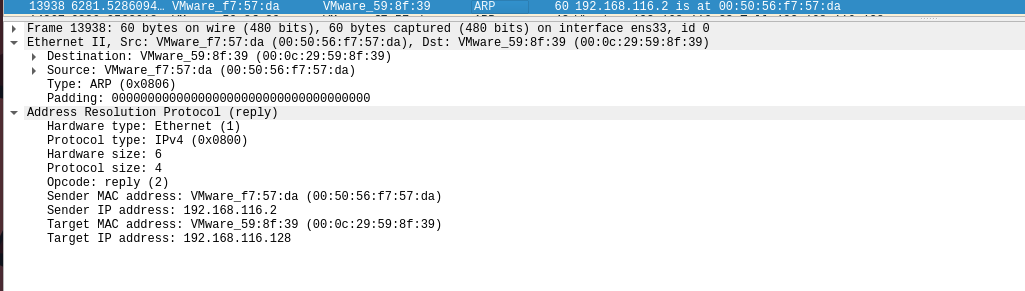 13938 6281.5286094… VMware_f7:57:da VMware_59:8f:39 ARP 60 192.168.116.2 is at 00:50:56:f7:57:da
Frame 13938: 60 bytes on wire (480 bits), 60 bytes captured (480 bits) on interface ens33, id 0
Ethernet II, Src: VMware_f7:57:da (00:50:56:f7:57:da), Dst: VMware_59:8f:39 (00:0c:29:59:8f:39)
Destination: VMware_59:8f:39 (00:0c:29:59:8f:39)
Source: VMware_f7:57:da (00:50:56:f7:57:da)
Type: ARP (0x0806)
Padding: 000000000000000000000000000000000000
Address Resolution Protocol (reply)
Hardware type: Ethernet (1)
Protocol type: IPv4 (0x0800)
Hardware size: 6
Protocol size: 4
Opcode: reply (2)
Sender MAC address: VMware_f7:57:da (00:50:56:f7:57:da)
Sender IP address: 192.168.116.2
Target MAC address: VMware_59:8f:39 (00:0c:29:59:8f:39)
Target IP address: 192.168.116.128